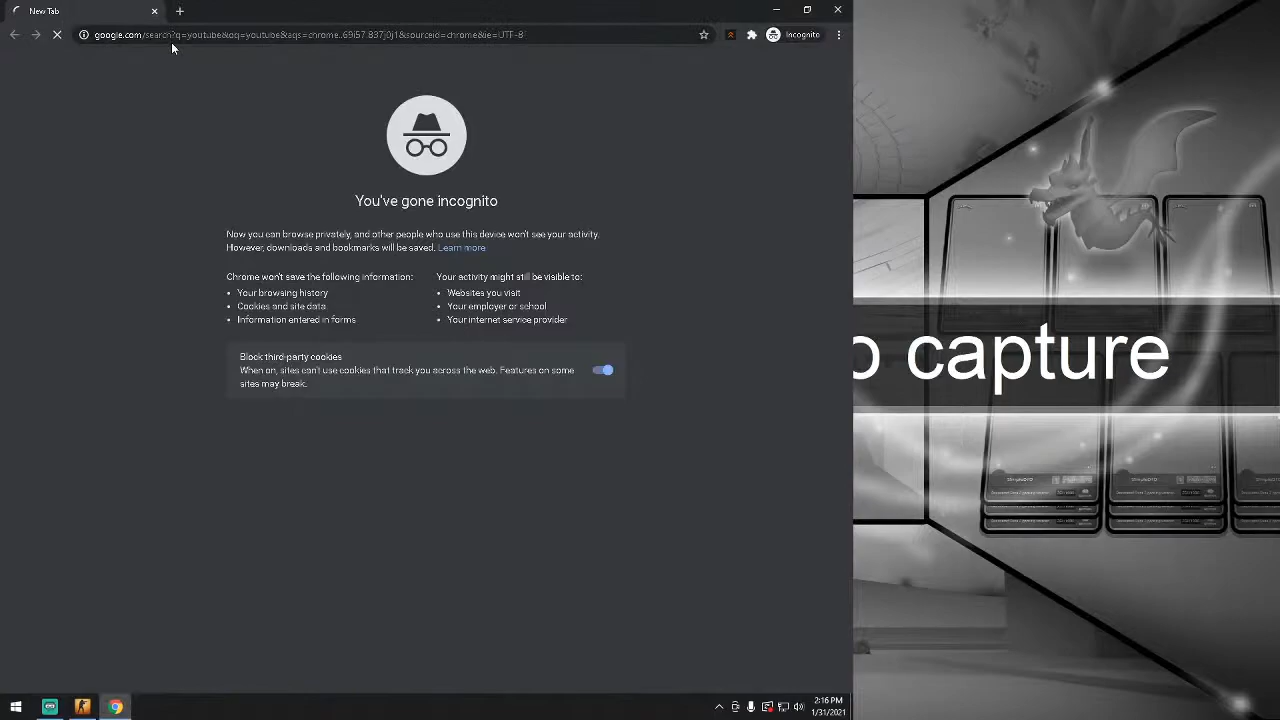 New Tab
google.com/search?q=youtube&oq=youtube&aqs=chrome..69i57.837j0j1&sourceid=chrome&ie=UTF-8
Incognito
You've gone incognito
Now you can browse privately, and other people who use this device won't see your activity.
However, downloads and bookmarks will be saved. Learn more
Chrome won't save the following information:
Your browsing history
Cookies and site data
Information entered in forms
Your activity might still be visible to:
Websites you visit
Your employer or school
Your internet service provider
Block third-party cookies
When on, sites can't use cookies that track you across the web. Features on some
sites may break.
o capture
2:16 PM
1/31/2021